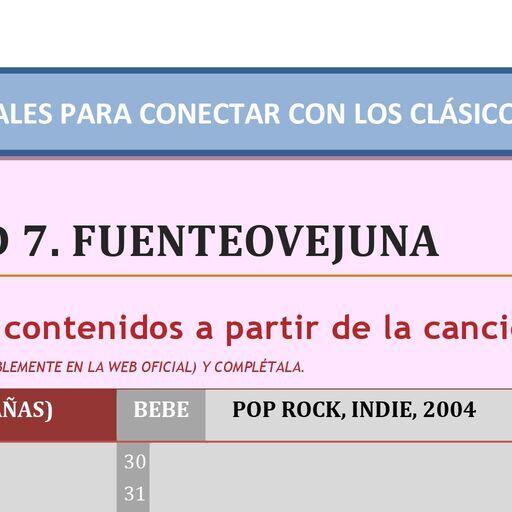 ALES PARA CONECTAR CON LOS CLÁSICO
D 7. FUENTEOVEJUNA
contenidos a partir de la canci
BLEMENTE EN LA WEB OFICIAL) Y COMPLÉTALA.
AÑAS) BEBE POP ROCK, INDIE, 2004
30
31